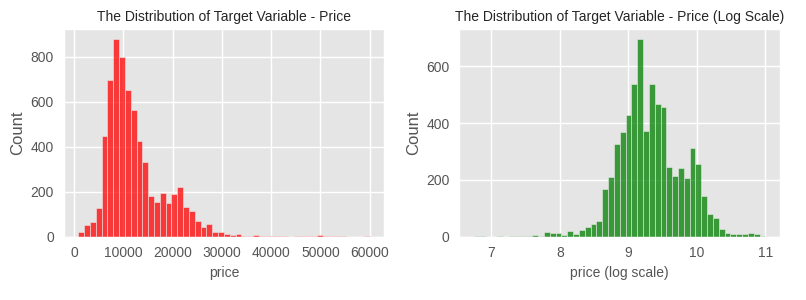 The Distribution of Target Variable - Price
Count
800
600
400
200
0
0 10000 20000 30000 40000 50000 60000
price
The Distribution of Target Variable - Price (Log Scale)
Count
600
400
200
0
7 8 9 10 11
price (log scale)